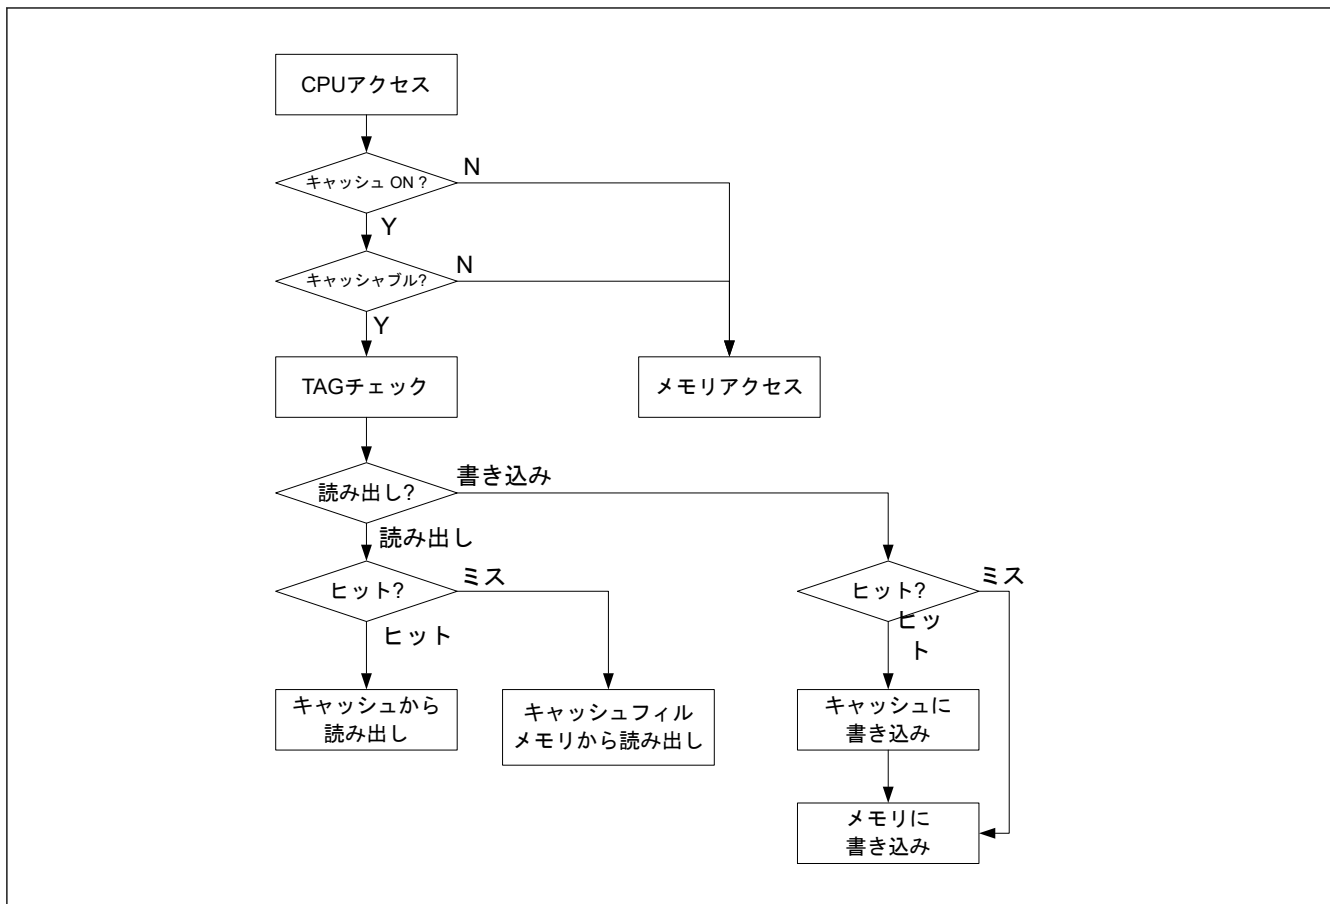 CPUアクセス
キャッシュ ON ?
N
Y
キャッシャブル?
N
Y
TAGチェック
メモリアクセス
読み出し?
書き込み
読み出し
ヒット?
ミス
ヒット
ヒット?
ミス
ヒッ
ト
キャッシュから
読み出し
キャッシュフィル
メモリから読み出し
キャッシュに
書き込み
メモリに
書き込み